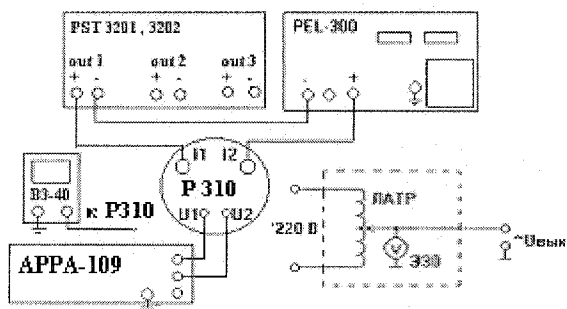 PST 3201, 3202
out 1
out 2
out 3
+ -
+ -
+ -
PEL-300
- +
I1 I2
P 310
U1 U2
В3-40
к Р310
APPA-109
~220 В
ЛАТР
V
Э30
~Uвых